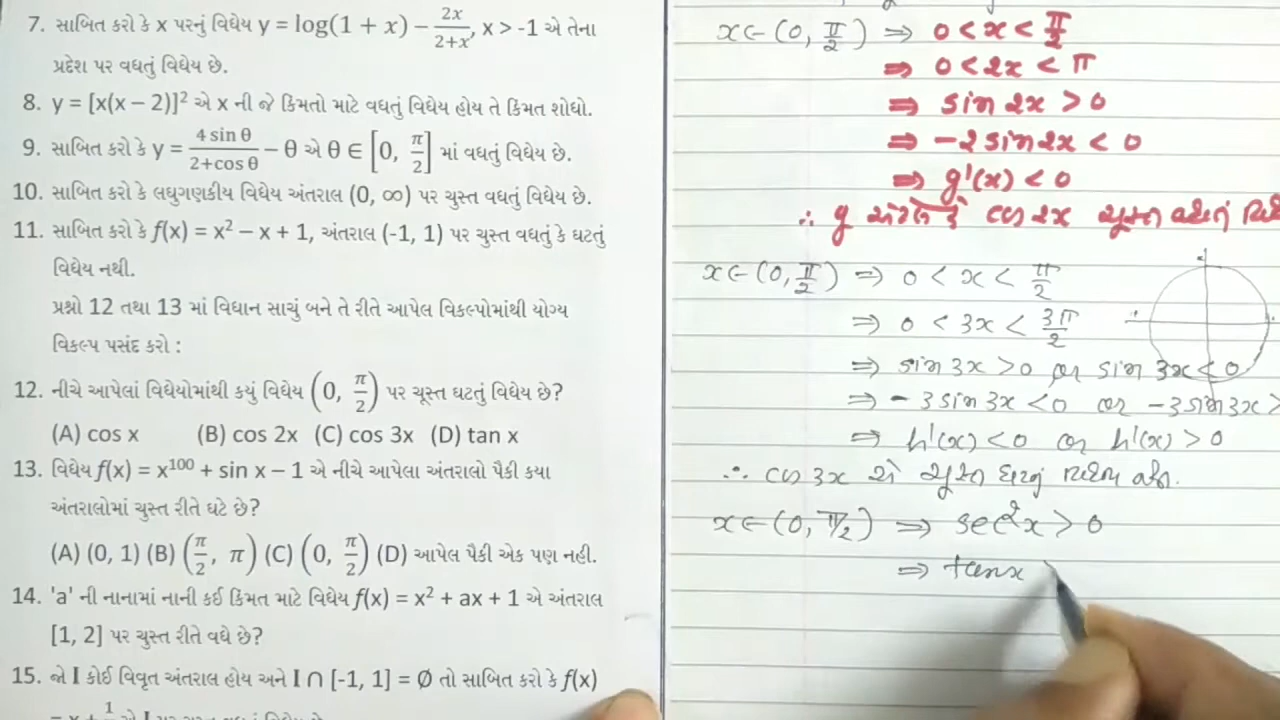 7. સાબિત કરો કે x પરનું વિધેય y = log(1 + x) − 2x/2+x, x > -1 એ તેના
પ્રદેશ પર વધતું વિધેય છે.
8. y = [x(x − 2)]² એ x ની જે કિમતો માટે વધતું વિધેય હોય તે કિમત શોધો.
9. સાબિત કરો કે y = 4 sin θ/2+cos θ − θ એ θ ∈ [0, π/2] માં વધતું વિધેય છે.
10. સાબિત કરો કે લઘુગણકીય વિધેય અંતરાલ (0, ∞) પર ચુસ્ત વધતું વિધેય છે.
11. સાબિત કરો કે f(x) = x² − x + 1, અંતરાલ (-1, 1) પર ચુસ્ત વધતું કે ઘટતું
વિધેય નથી.
પ્રશ્નો 12 તથા 13 માં વિધાન સાચું બને તે રીતે આપેલ વિકલ્પોમાંથી યોગ્ય
વિકલ્પ પસંદ કરો :
12. નીચે આપેલાં વિધેયોમાંથી કયું વિધેય (0, π/2) પર ચૂસ્ત ઘટતું વિધેય છે?
(A) cos x (B) cos 2x (C) cos 3x (D) tan x
13. વિધેય f(x) = x¹⁰⁰ + sin x − 1 એ નીચે આપેલા અંતરાલો પૈકી કયા
અંતરાલોમાં ચુસ્ત રીતે ઘટે છે?
(A) (0, 1) (B) (π/2, π) (C) (0, π/2) (D) આપેલ પૈકી એક પણ નહી.
14. 'a' ની નાનામાં નાની કઈ કિંમત માટે વિધેય f(x) = x² + ax + 1 એ અંતરાલ
[1, 2] પર ચુસ્ત રીતે વધે છે?
15. જો I કોઈ વિવૃત અંતરાલ હોય અને I ∩ [-1, 1] = Ø તો સાબિત કરો કે f(x)
x ∈ (0, π/2) ⇒ 0 < x < π/2
⇒ 0 < 2x < π
⇒ sin 2x > 0
⇒ -2 sin 2x < 0
⇒ g'(x) < 0
∴ g
x ∈ (0, π/2) ⇒ 0 < x < π/2
⇒ 0 < 3x < 3π/2
⇒ sin 3x > 0 or sin 3x < 0
⇒ - 3 sin 3x < 0 or -3 sin 3x >
⇒ h'(x) < 0 or h'(x) > 0
∴ cos 3x એ ચુસ્ત ઘટતું વિધેય નથી.
x ∈ (0, π/2) ⇒ sec²x > 0
⇒ tan x >